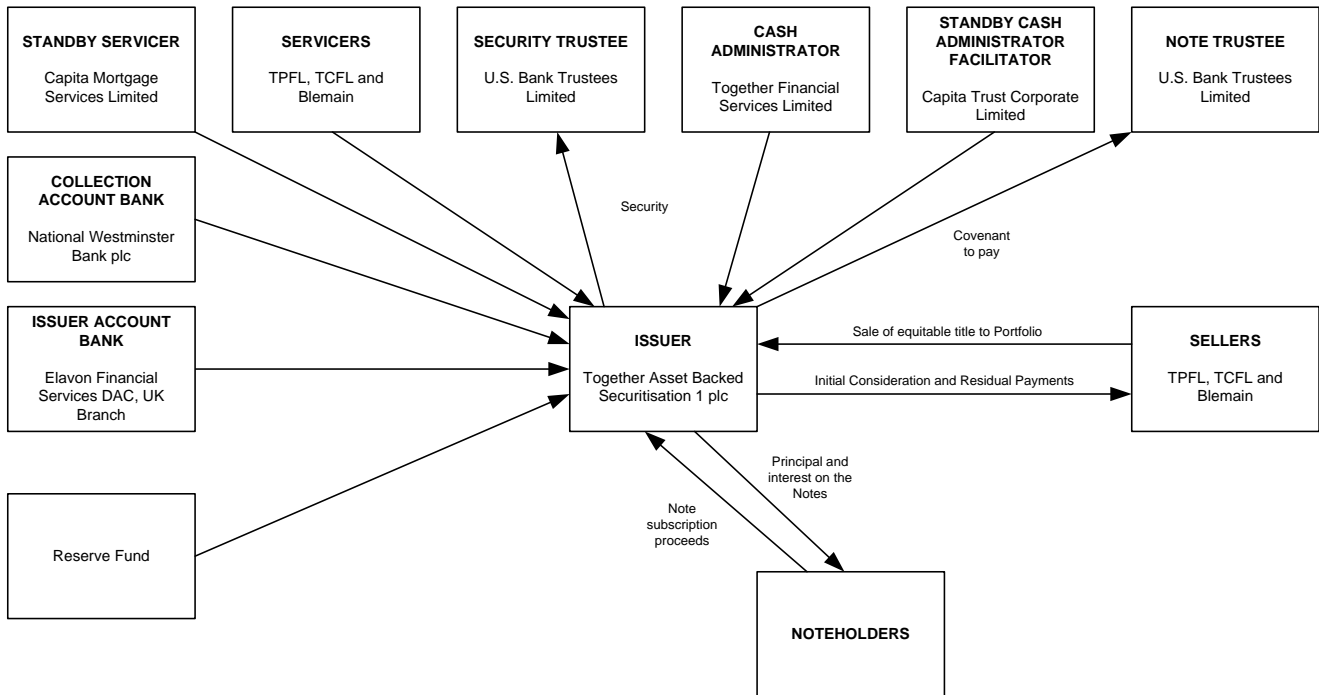 STANDBY SERVICER
Capita Mortgage
Services Limited
SERVICERS
TPFL, TCFL and
Blemain
SECURITY TRUSTEE
U.S. Bank Trustees
Limited
CASH
ADMINISTRATOR
Together Financial
Services Limited
STANDBY CASH
ADMINISTRATOR
FACILITATOR
Capita Trust Corporate
Limited
NOTE TRUSTEE
U.S. Bank Trustees
Limited
COLLECTION
ACCOUNT BANK
National Westminster
Bank plc
Security
Covenant
to pay
ISSUER ACCOUNT
BANK
Elavon Financial
Services DAC, UK
Branch
ISSUER
Together Asset Backed
Securitisation 1 plc
Sale of equitable title to Portfolio
Initial Consideration and Residual Payments
SELLERS
TPFL, TCFL and
Blemain
Principal and
interest on the
Notes
Note
subscription
proceeds
Reserve Fund
NOTEHOLDERS